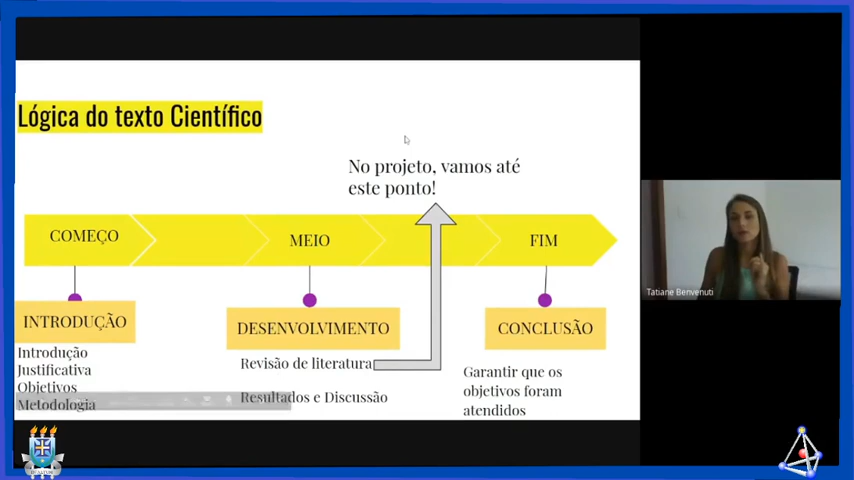 Lógica do texto Científico
No projeto, vamos até
este ponto!
COMEÇO
MEIO
FIM
INTRODUÇÃO
DESENVOLVIMENTO
CONCLUSÃO
Introdução
Justificativa
Objetivos
Metodologia
Revisão de literatura
Resultados e Discussão
Garantir que os
objetivos foram
atendidos
Tatiane Benvenuti